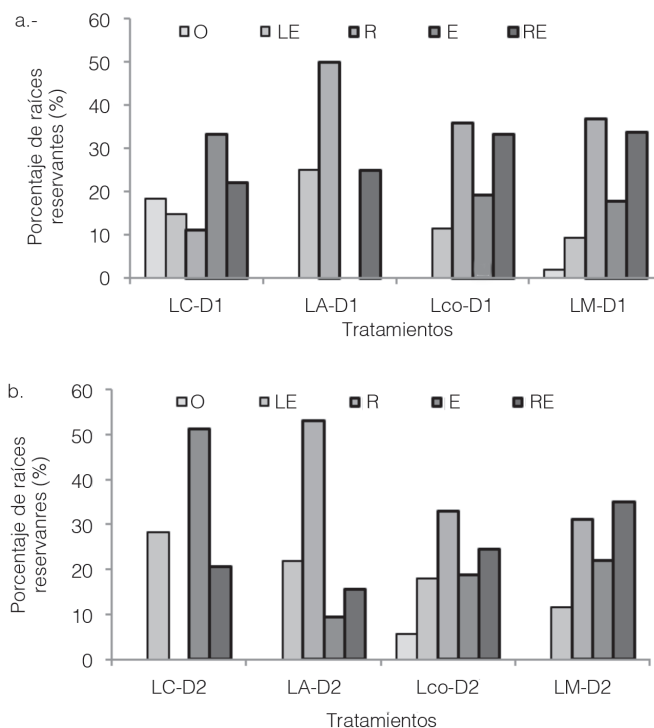 a.-
Porcentaje de raíces
reservantes (%)
60
50
40
30
20
10
0
O LE R E RE
LC-D1 LA-D1 Lco-D1 LM-D1
Tratamientos
b.
Porcentaje de raíces
reservanres (%)
60
50
40
30
20
10
0
O LE R E RE
LC-D2 LA-D2 Lco-D2 LM-D2
Tratamientos